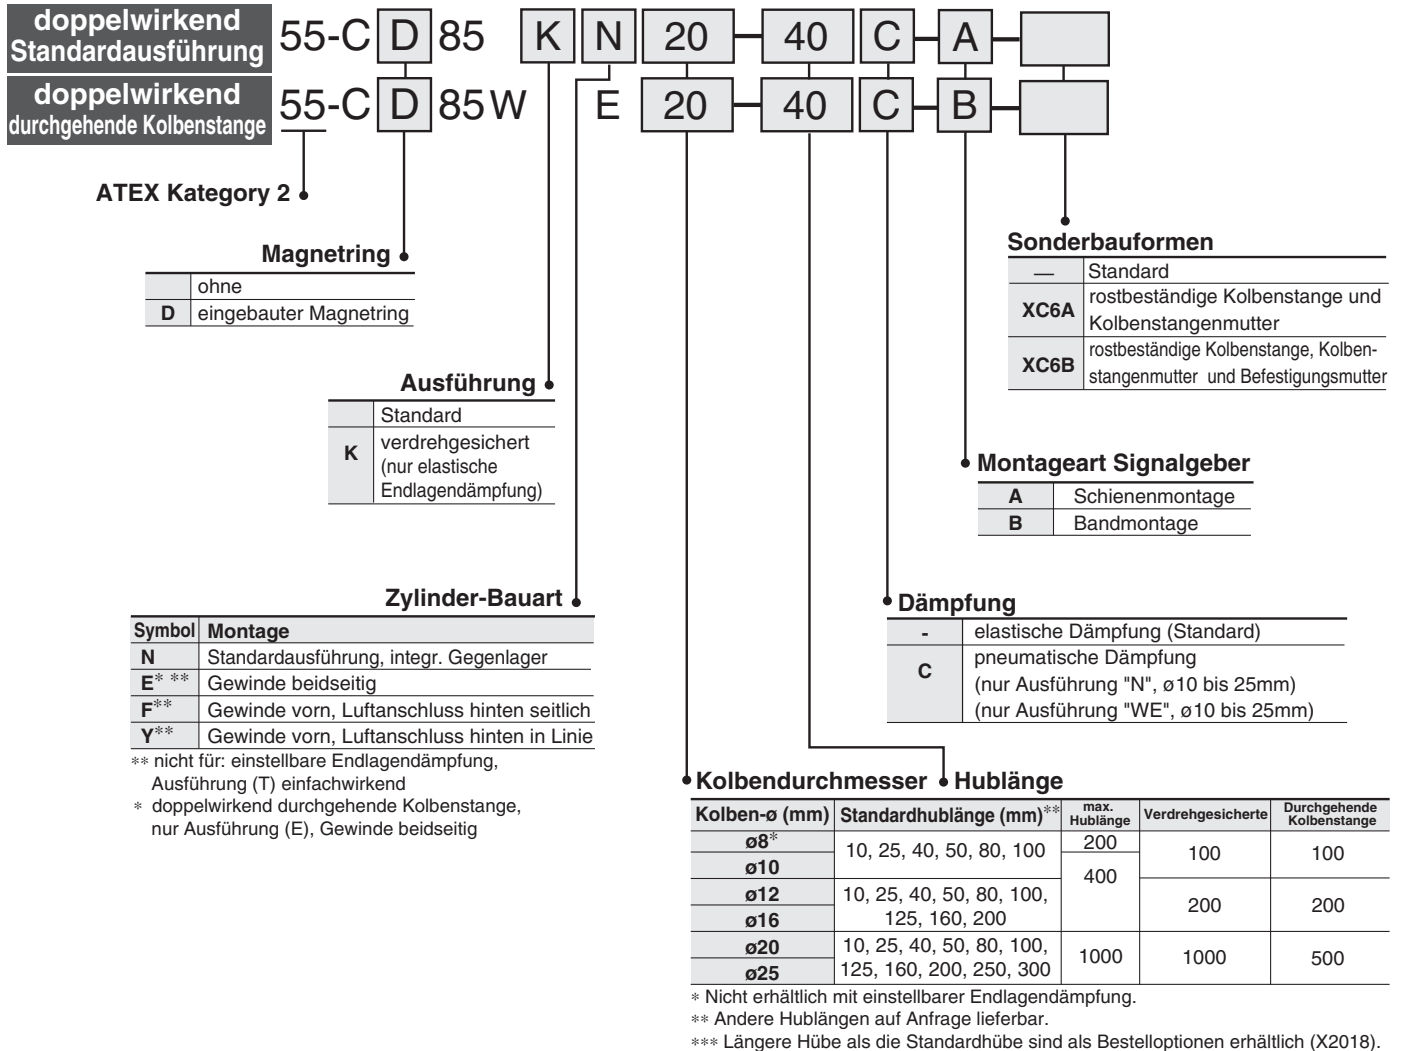 doppelwirkend
Standardausführung
55-C D 85 K N 20 - 40 C - A -
doppelwirkend
durchgehende Kolbenstange
55-C D 85W E 20 - 40 C - B -
ATEX Kategory 2
Magnetring
ohne
D eingebauter Magnetring
Ausführung
Standard
K verdrehgesichert
(nur elastische
Endlagendämpfung)
Zylinder-Bauart
Symbol Montage
N Standardausführung, integr. Gegenlager
E* ** Gewinde beidseitig
F** Gewinde vorn, Luftanschluss hinten seitlich
Y** Gewinde vorn, Luftanschluss hinten in Linie
** nicht für: einstellbare Endlagendämpfung,
Ausführung (T) einfachwirkend
* doppelwirkend durchgehende Kolbenstange,
nur Ausführung (E), Gewinde beidseitig
Sonderbauformen
— Standard
XC6A rostbeständige Kolbenstange und
Kolbenstangenmutter
XC6B rostbeständige Kolbenstange, Kolben-
stangenmutter und Befestigungsmutter
Montageart Signalgeber
A Schienenmontage
B Bandmontage
Dämpfung
- elastische Dämpfung (Standard)
C pneumatische Dämpfung
(nur Ausführung "N", ø10 bis 25mm)
(nur Ausführung "WE", ø10 bis 25mm)
Kolbendurchmesser Hublänge
Kolben-ø (mm) Standardhublänge (mm)** max. Hublänge Verdrehgesicherte Durchgehende Kolbenstange
ø8* 10, 25, 40, 50, 80, 100 200 100 100
ø10 400
ø12 10, 25, 40, 50, 80, 100, 200 200
ø16 125, 160, 200
ø20 10, 25, 40, 50, 80, 100, 1000 1000 500
ø25 125, 160, 200, 250, 300
* Nicht erhältlich mit einstellbarer Endlagendämpfung.
** Andere Hublängen auf Anfrage lieferbar.
*** Längere Hübe als die Standardhübe sind als Bestelloptionen erhältlich (X2018).